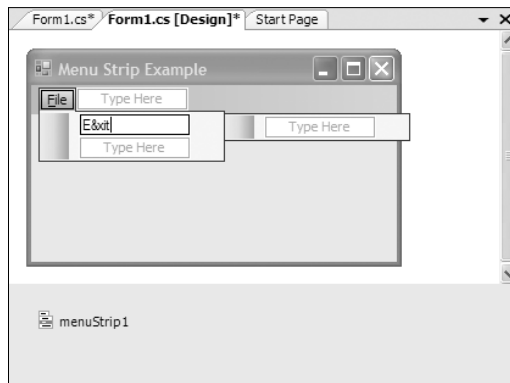 Form1.cs* Form1.cs [Design]* Start Page
Menu Strip Example
File Type Here
E&xit Type Here
Type Here
menuStrip1